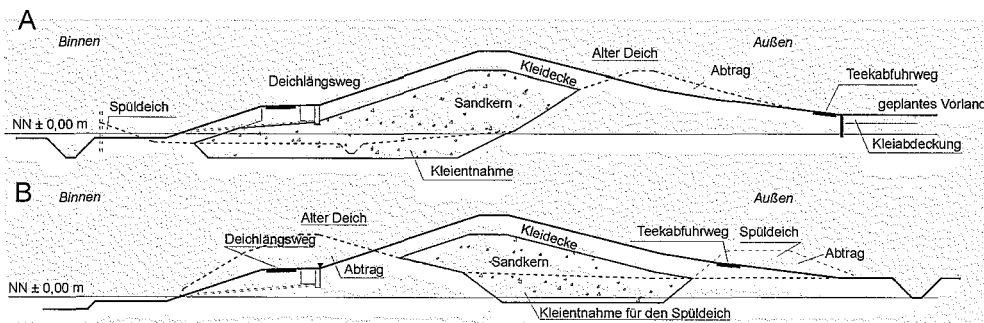 A
Binnen
Außen
Alter Deich
Kleidecke
Abtrag
Deichlängsweg
Teekabfuhrweg
Spüldeich
Sandkern
geplantes Vorland
NN ± 0,00 m
Kleiabdeckung
Kleientnahme
B
Binnen
Außen
Alter Deich
Kleidecke
Teekabfuhrweg
Spüldeich
Deichlängsweg
Abtrag
Abtrag
Sandkern
NN ± 0,00 m
Kleientnahme für den Spüldeich